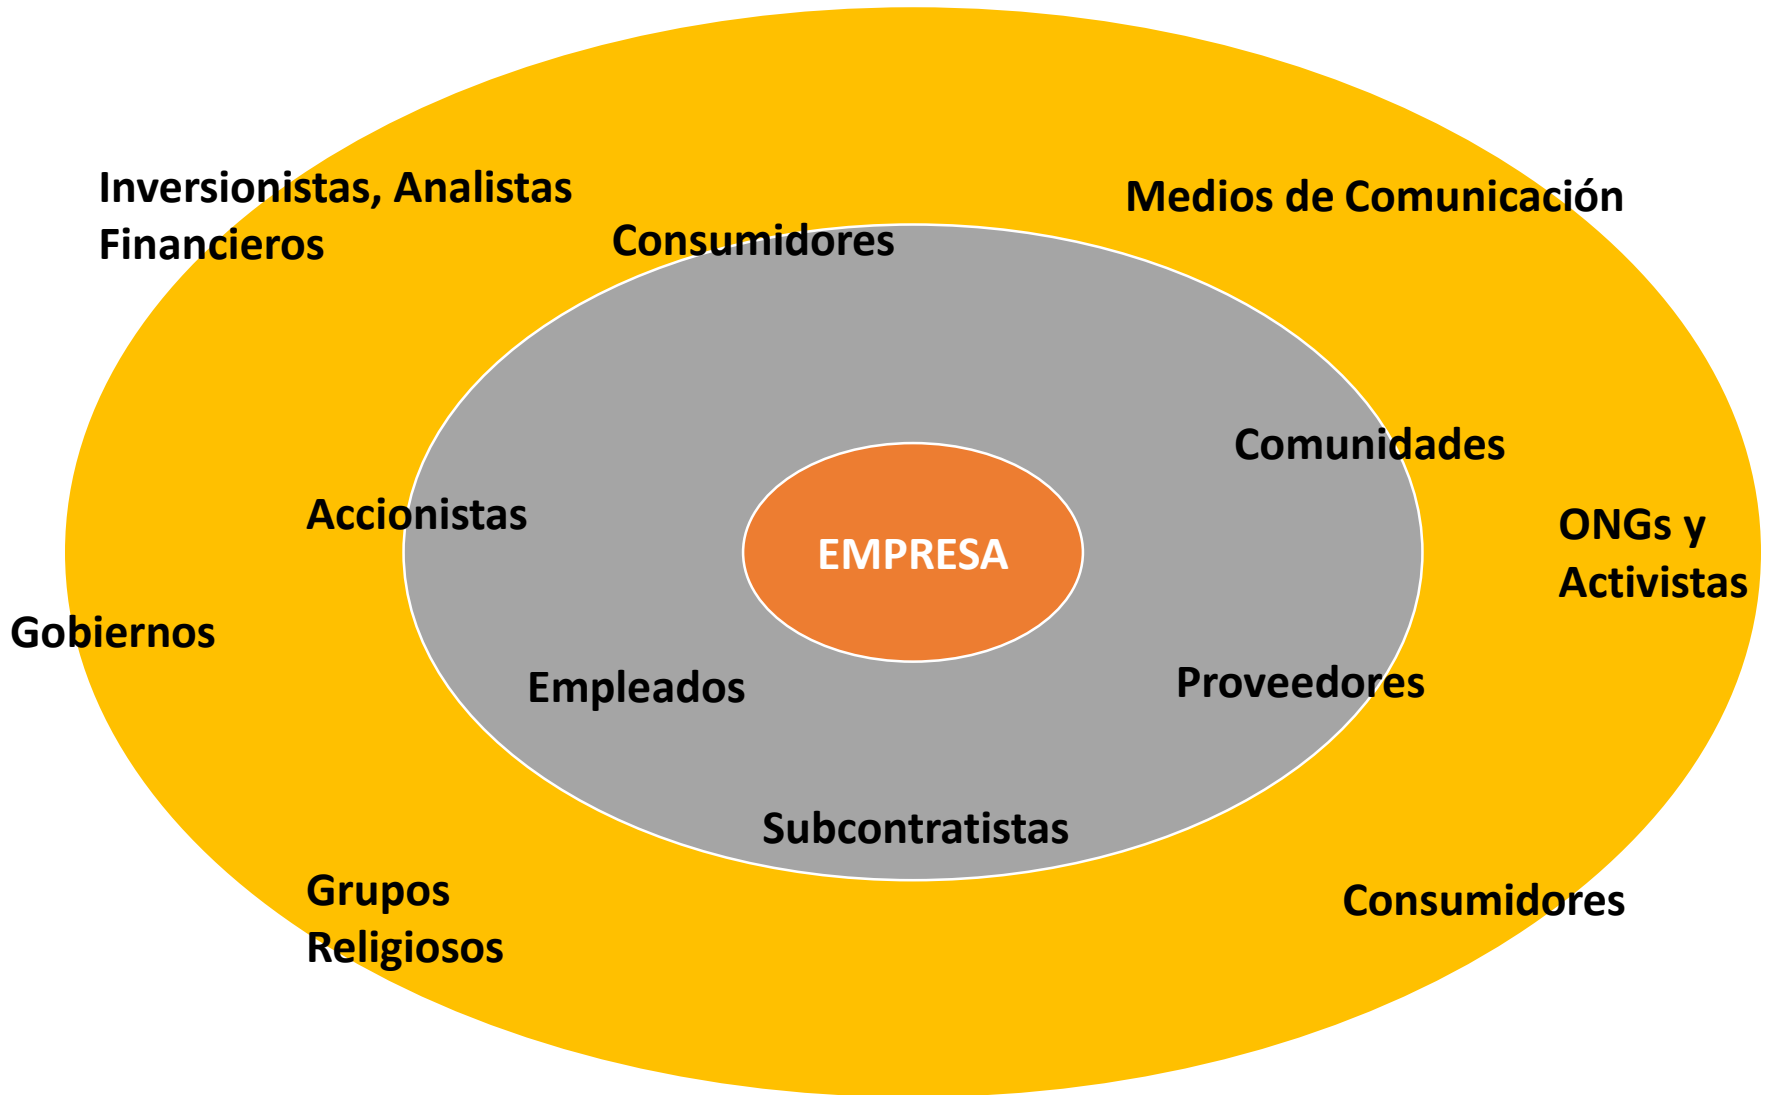 Inversionistas, Analistas
Financieros
Medios de Comunicación
Consumidores
Comunidades
Accionistas
ONGs y
Activistas
EMPRESA
Gobiernos
Empleados
Proveedores
Subcontratistas
Grupos
Religiosos
Consumidores